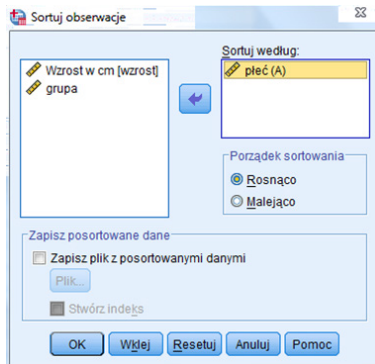 Sortuj obserwacje
Sortuj według:
Wzrost w cm [wzrost]
grupa
płeć (A)
Porządek sortowania
Rosnąco
Malejąco
Zapisz posortowane dane
Zapisz plik z posortowanymi danymi
Plik...
Stwórz indeks
OK
Wklej
Resetuj
Anuluj
Pomoc